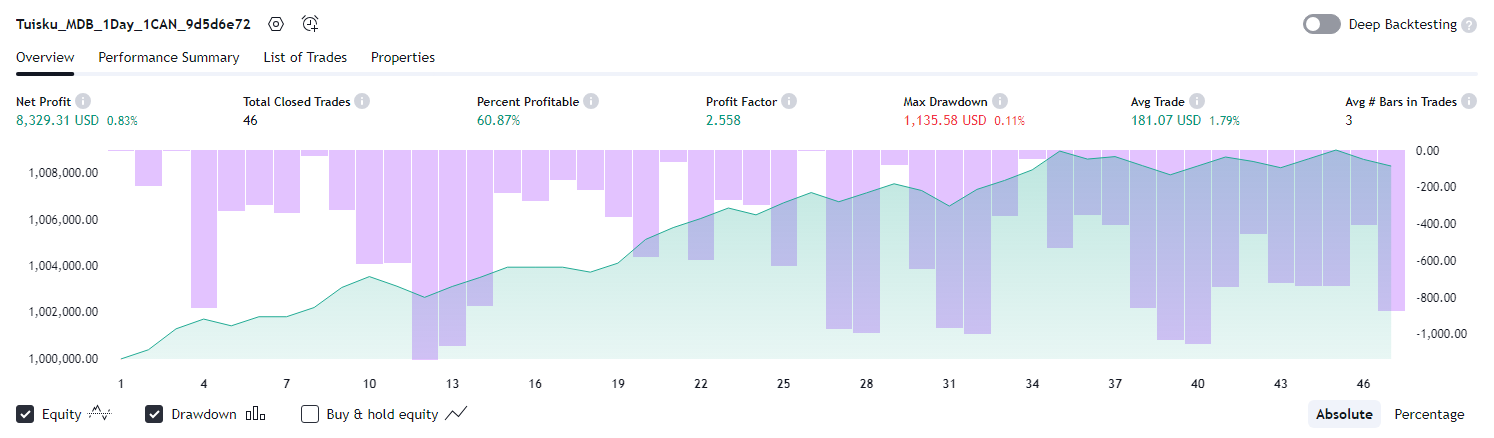 Tuisku_MDB_1Day_1CAN_9d5d6e72 Deep Backtesting
Overview Performance Summary List of Trades Properties
Net Profit Total Closed Trades Percent Profitable Profit Factor Max Drawdown Avg Trade Avg # Bars in Trades
8,329.31 USD 0.83% 46 60.87% 2.558 1,135.58 USD 0.11% 181.07 USD 1.79% 3
0.00
1,008,000.00
-200.00
1,006,000.00 -400.00
-600.00
1,004,000.00
-800.00
1,002,000.00
-1,000.00
1,000,000.00
1 4 7 10 13 16 19 22 25 28 31 34 37 40 43 46
Equity Drawdown Buy & hold equity Absolute Percentage